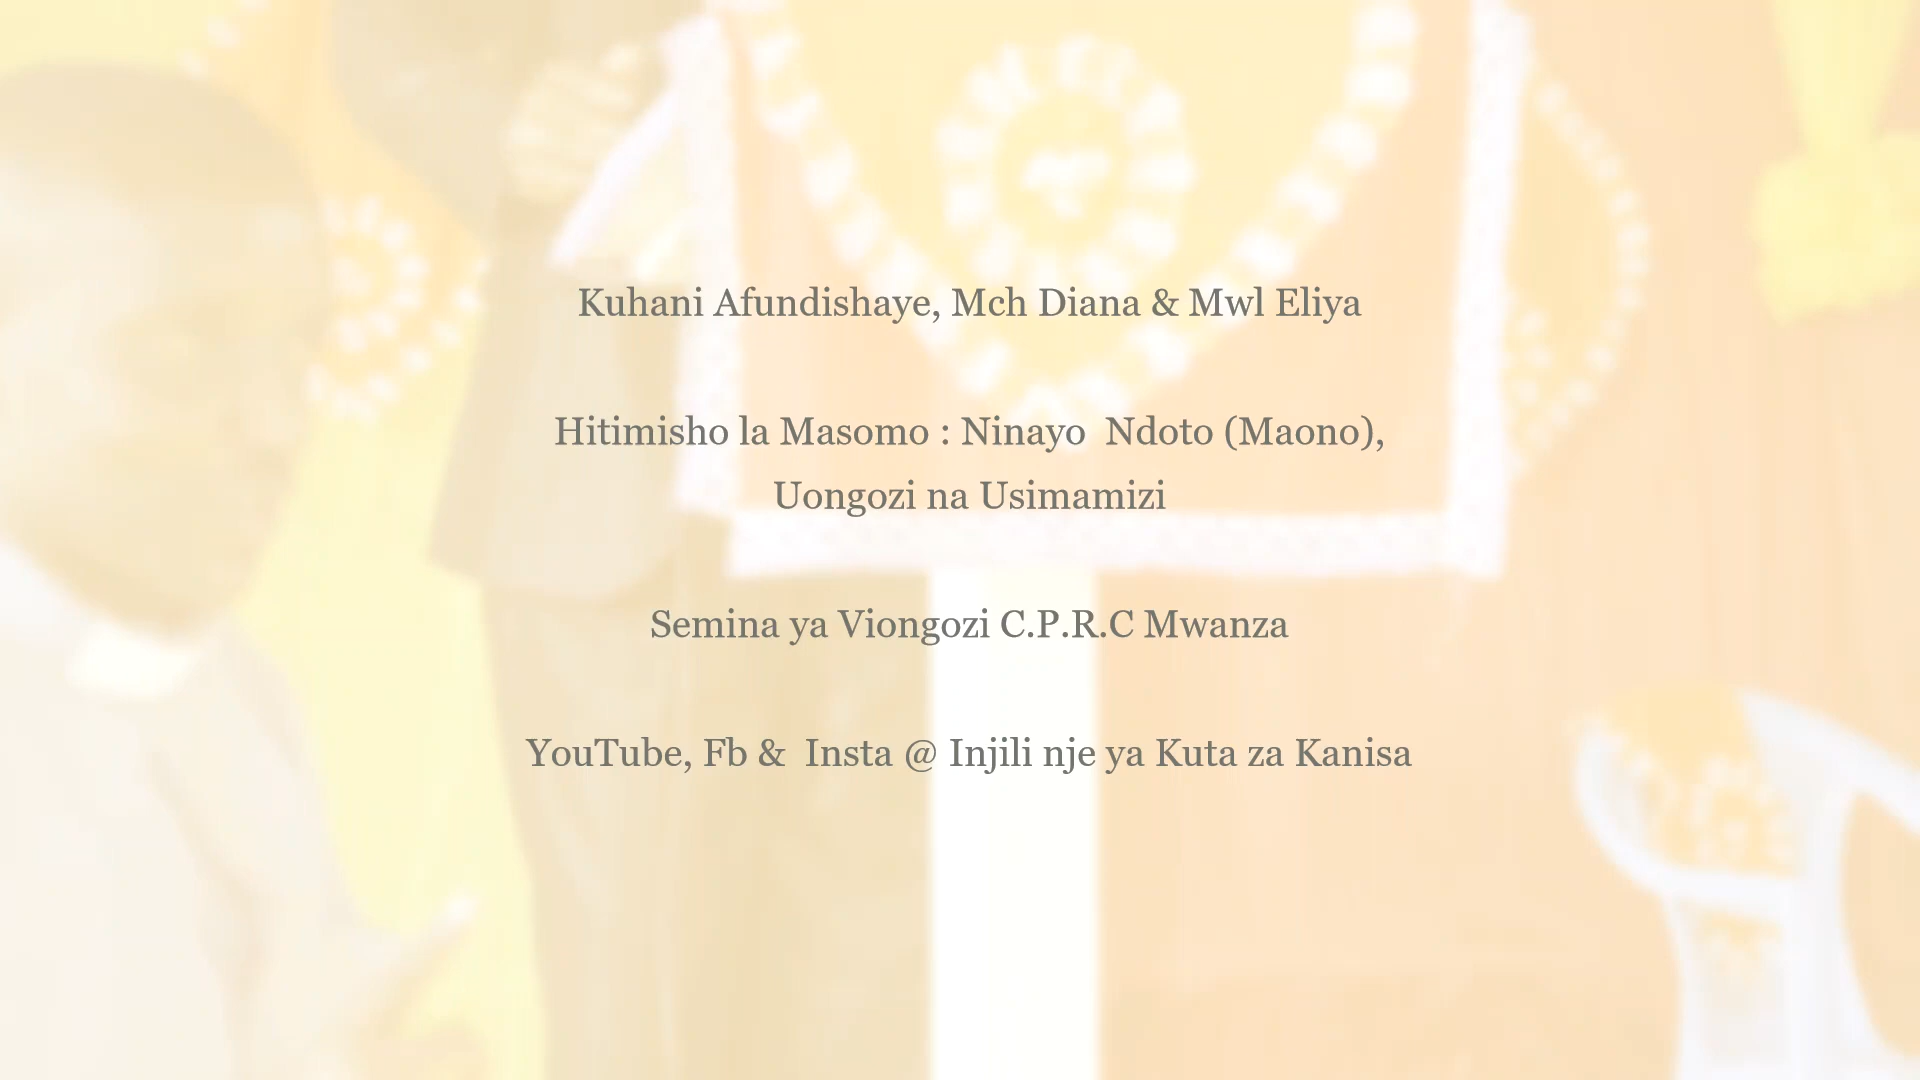 Kuhani Afundishaye, Mch Diana & Mwl Eliya
Hitimisho la Masomo : Ninayo  Ndoto (Maono),
Uongozi na Usimamizi
Semina ya Viongozi C.P.R.C Mwanza
YouTube, Fb &  Insta @ Injili nje ya Kuta za Kanisa